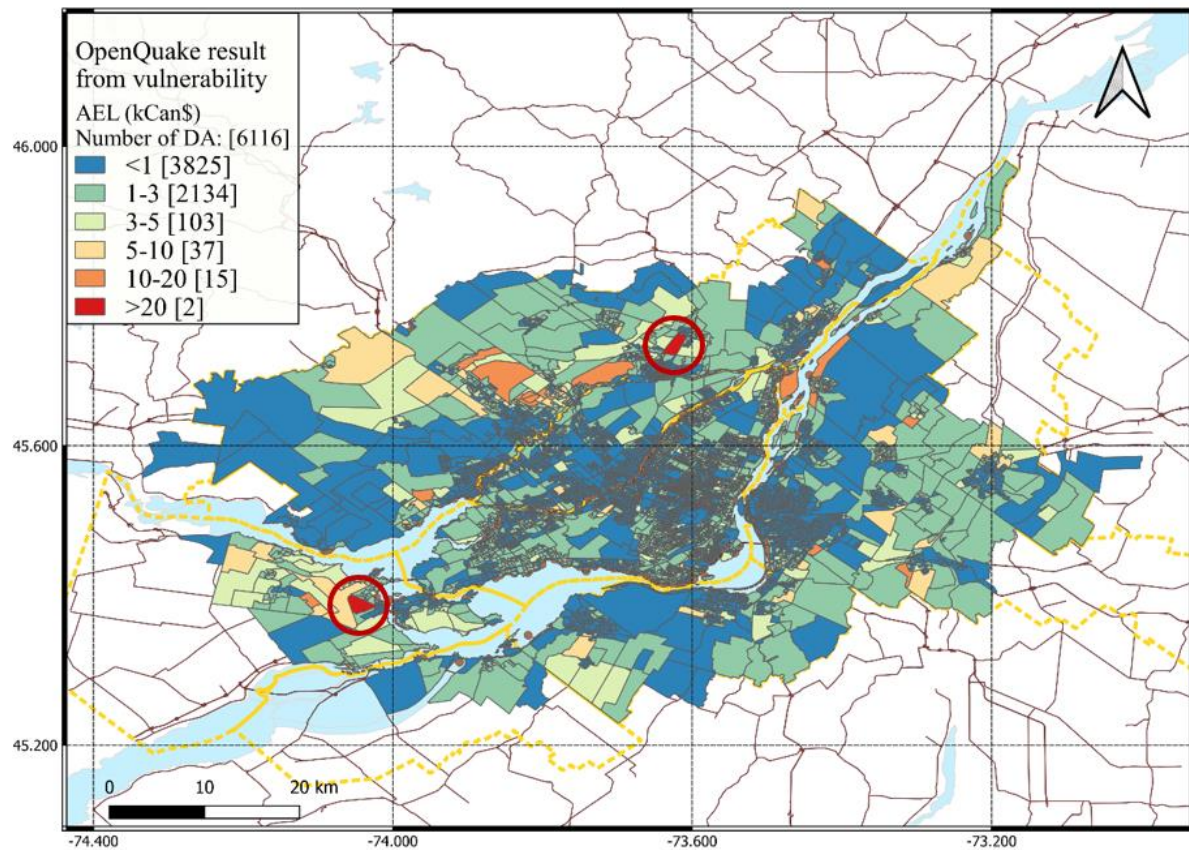 OpenQuake result
from vulnerability
AEL (kCan$)
Number of DA: [6116]
<1 [3825]
1-3 [2134]
3-5 [103]
5-10 [37]
10-20 [15]
>20 [2]
46.000
45.600
45.200
0 10 20 km
-74.400 -74.000 -73.600 -73.200